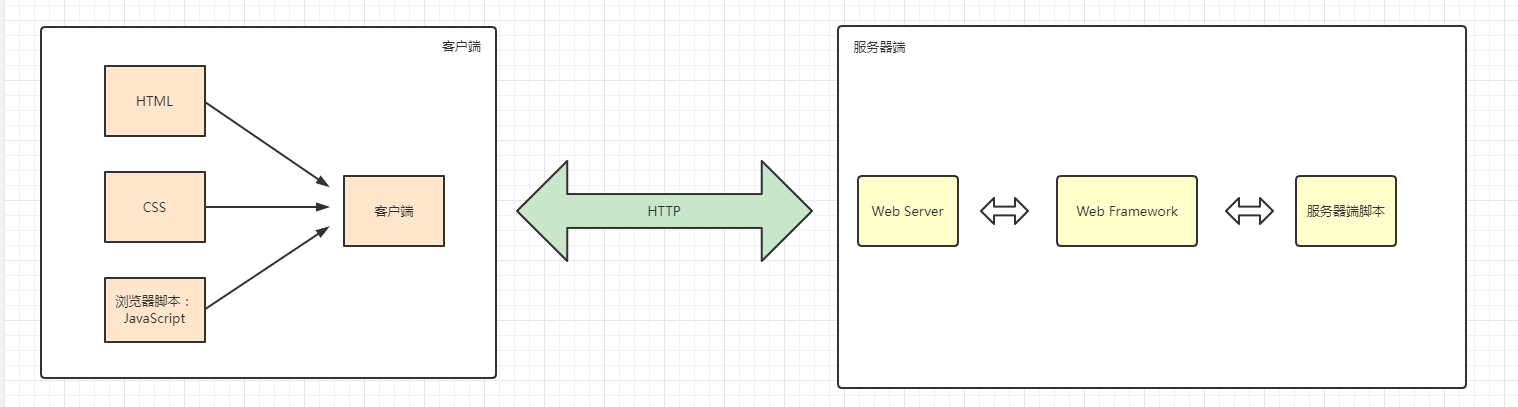 客户端
HTML
CSS
浏览器脚本：
JavaScript
客户端
HTTP
服务器端
Web Server
Web Framework
服务器端脚本